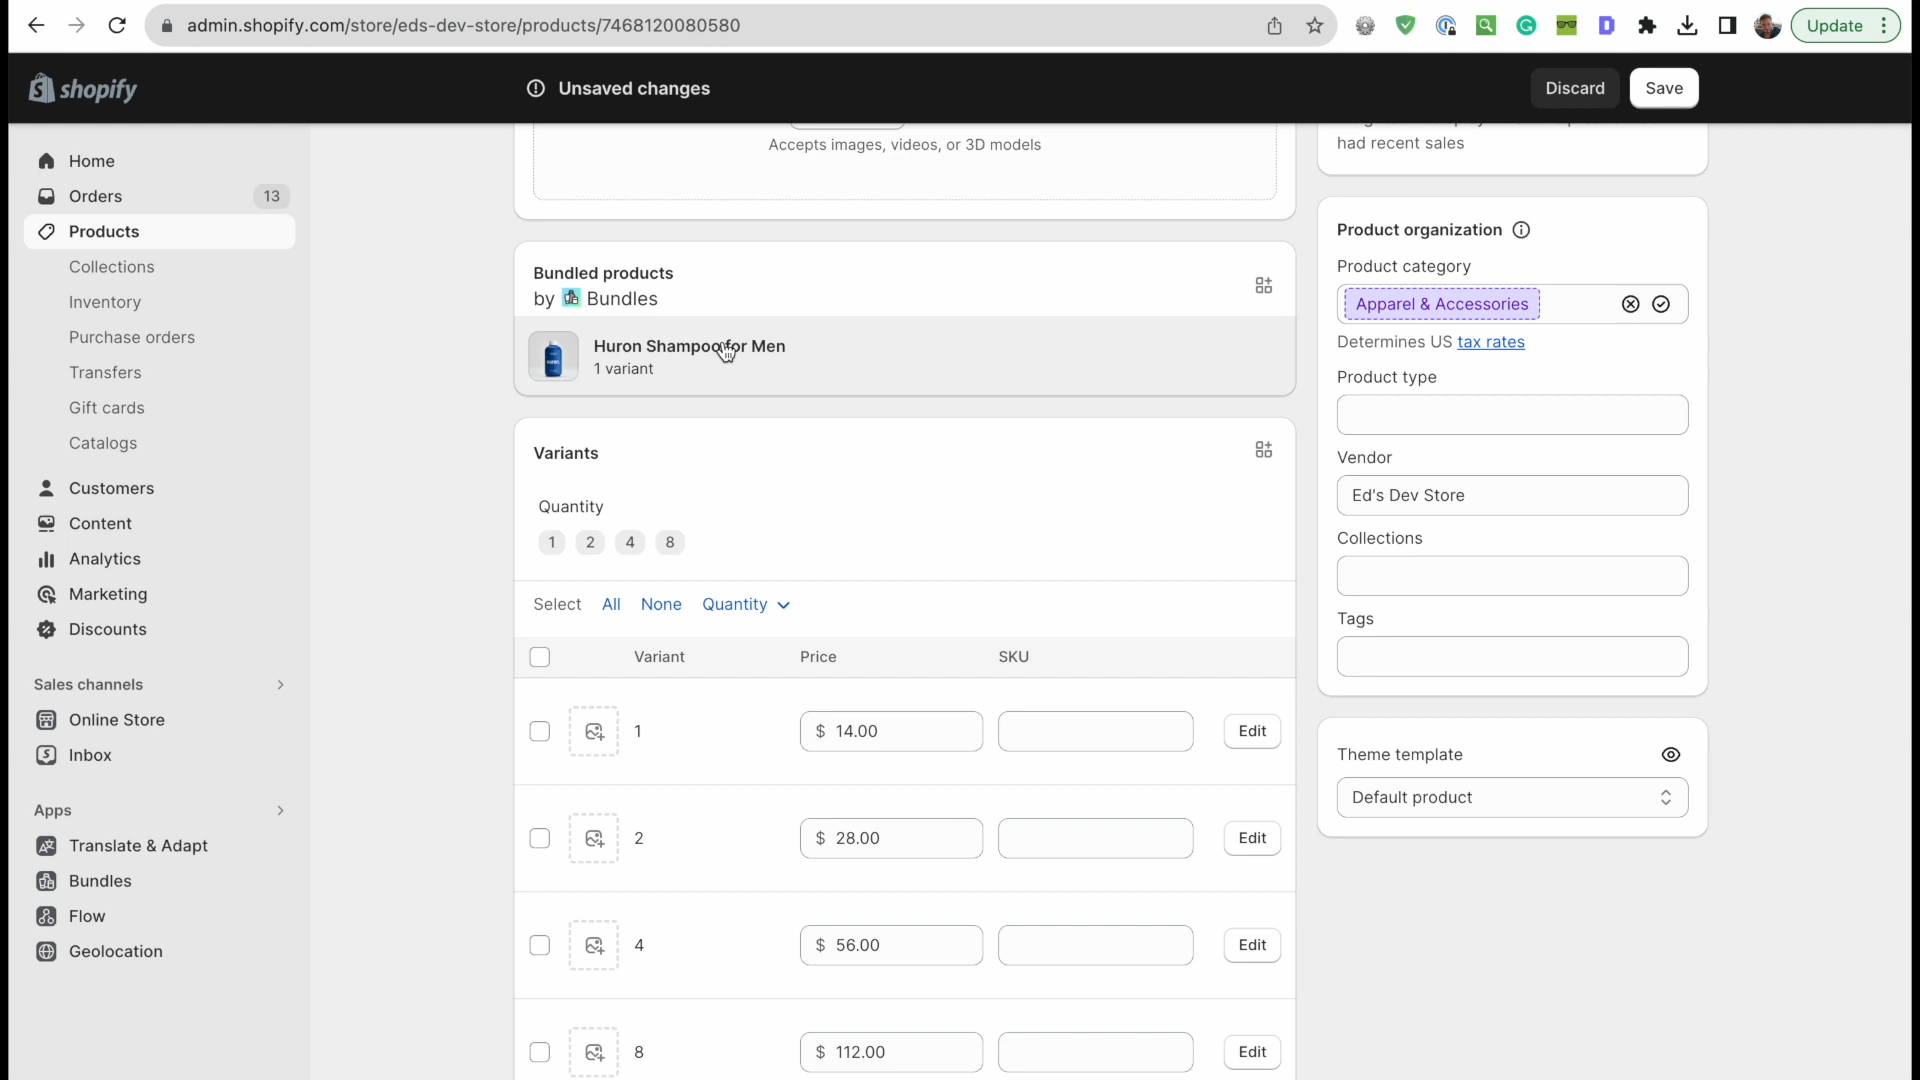 admin.shopify.com/store/eds-dev-store/products/7468120080580
Update
shopify
Unsaved changes
Discard
Save
Home
Orders
13
Products
Collections
Inventory
Purchase orders
Transfers
Gift cards
Catalogs
Customers
Content
Analytics
Marketing
Discounts
Sales channels
Online Store
Inbox
Apps
Translate & Adapt
Bundles
Flow
Geolocation
Accepts images, videos, or 3D models
Bundled products
by Bundles
Huron Shampoo for Men
1 variant
Variants
Quantity
1 2 4 8
Select All None Quantity
Variant Price SKU
1 $ 14.00 Edit
2 $ 28.00 Edit
4 $ 56.00 Edit
8 $ 112.00 Edit
had recent sales
Product organization
Product category
Apparel & Accessories
Determines US tax rates
Product type
Vendor
Ed's Dev Store
Collections
Tags
Theme template
Default product